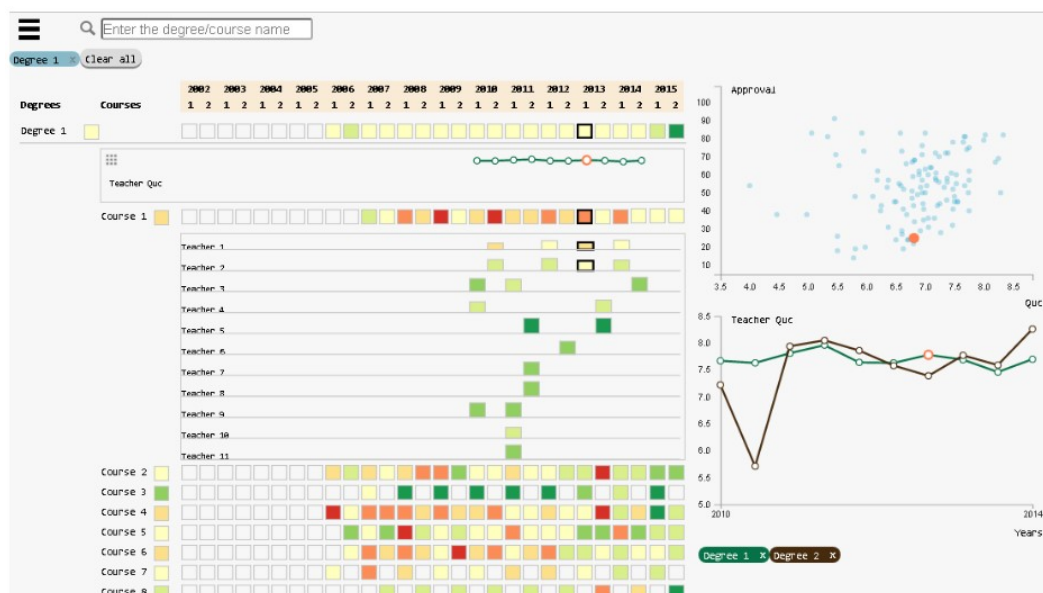 Enter the degree/course name
Degree 1 x Clear all
2002 2003 2004 2005 2006 2007 2008 2009 2010 2011 2012 2013 2014 2015
Degrees Courses 1 2 1 2 1 2 1 2 1 2 1 2 1 2 1 2 1 2 1 2 1 2 1 2 1 2 1 2
Degree 1
Teacher Quc
Course 1
Teacher 1
Teacher 2
Teacher 3
Teacher 4
Teacher 5
Teacher 6
Teacher 7
Teacher 8
Teacher 9
Teacher 10
Teacher 11
Course 2
Course 3
Course 4
Course 5
Course 6
Course 7
Course 8
Approval
100
90
80
70
60
50
40
30
20
10
3.5 4.0 4.5 5.0 5.5 6.0 6.5 7.0 7.5 8.0 8.5
Quc
Teacher Quc
8.5
8.0
7.5
7.0
6.5
6.0
5.5
5.0
2010 2014
Years
Degree 1 x Degree 2 x